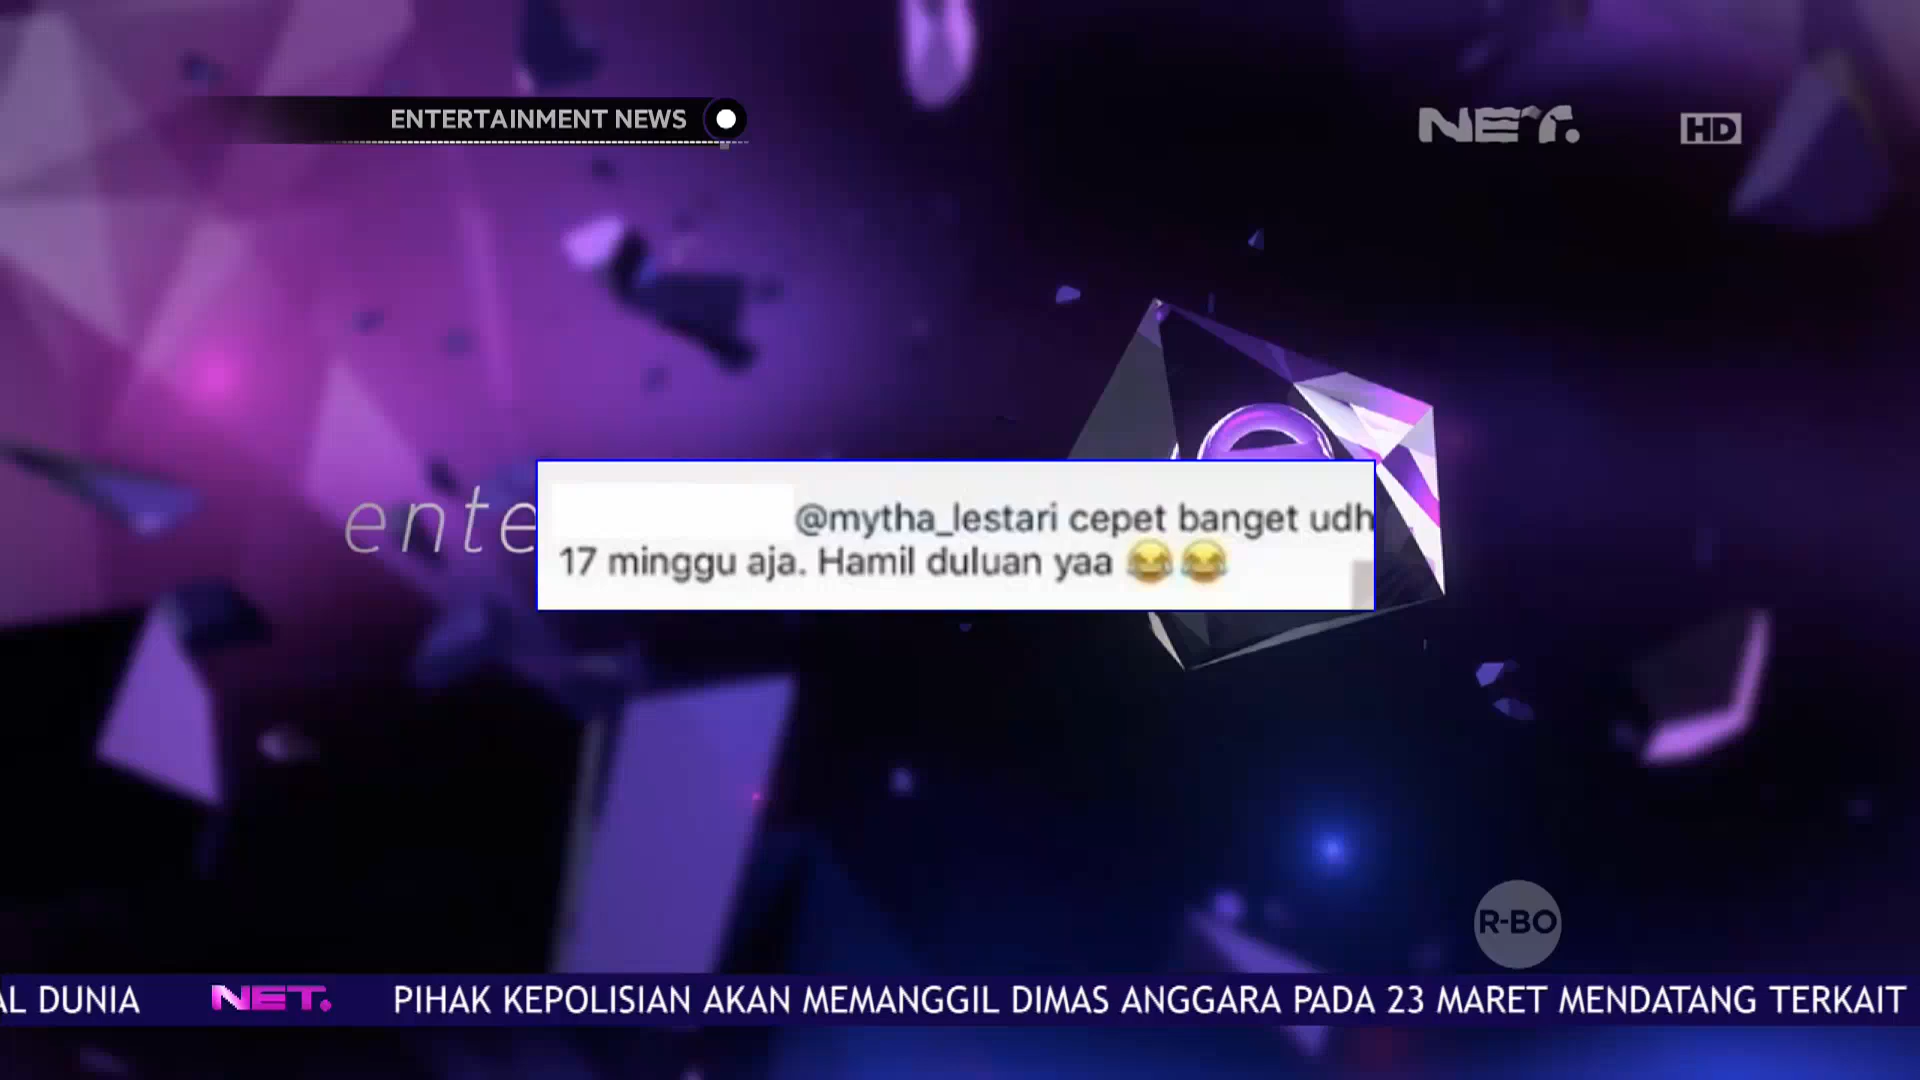 ENTERTAINMENT NEWS
NET.
HD
ente
@mytha_lestari cepet banget udh
17 minggu aja. Hamil duluan yaa 😂😂
R-BO
AL DUNIA NET. PIHAK KEPOLISIAN AKAN MEMANGGIL DIMAS ANGGARA PADA 23 MARET MENDATANG TERKAIT